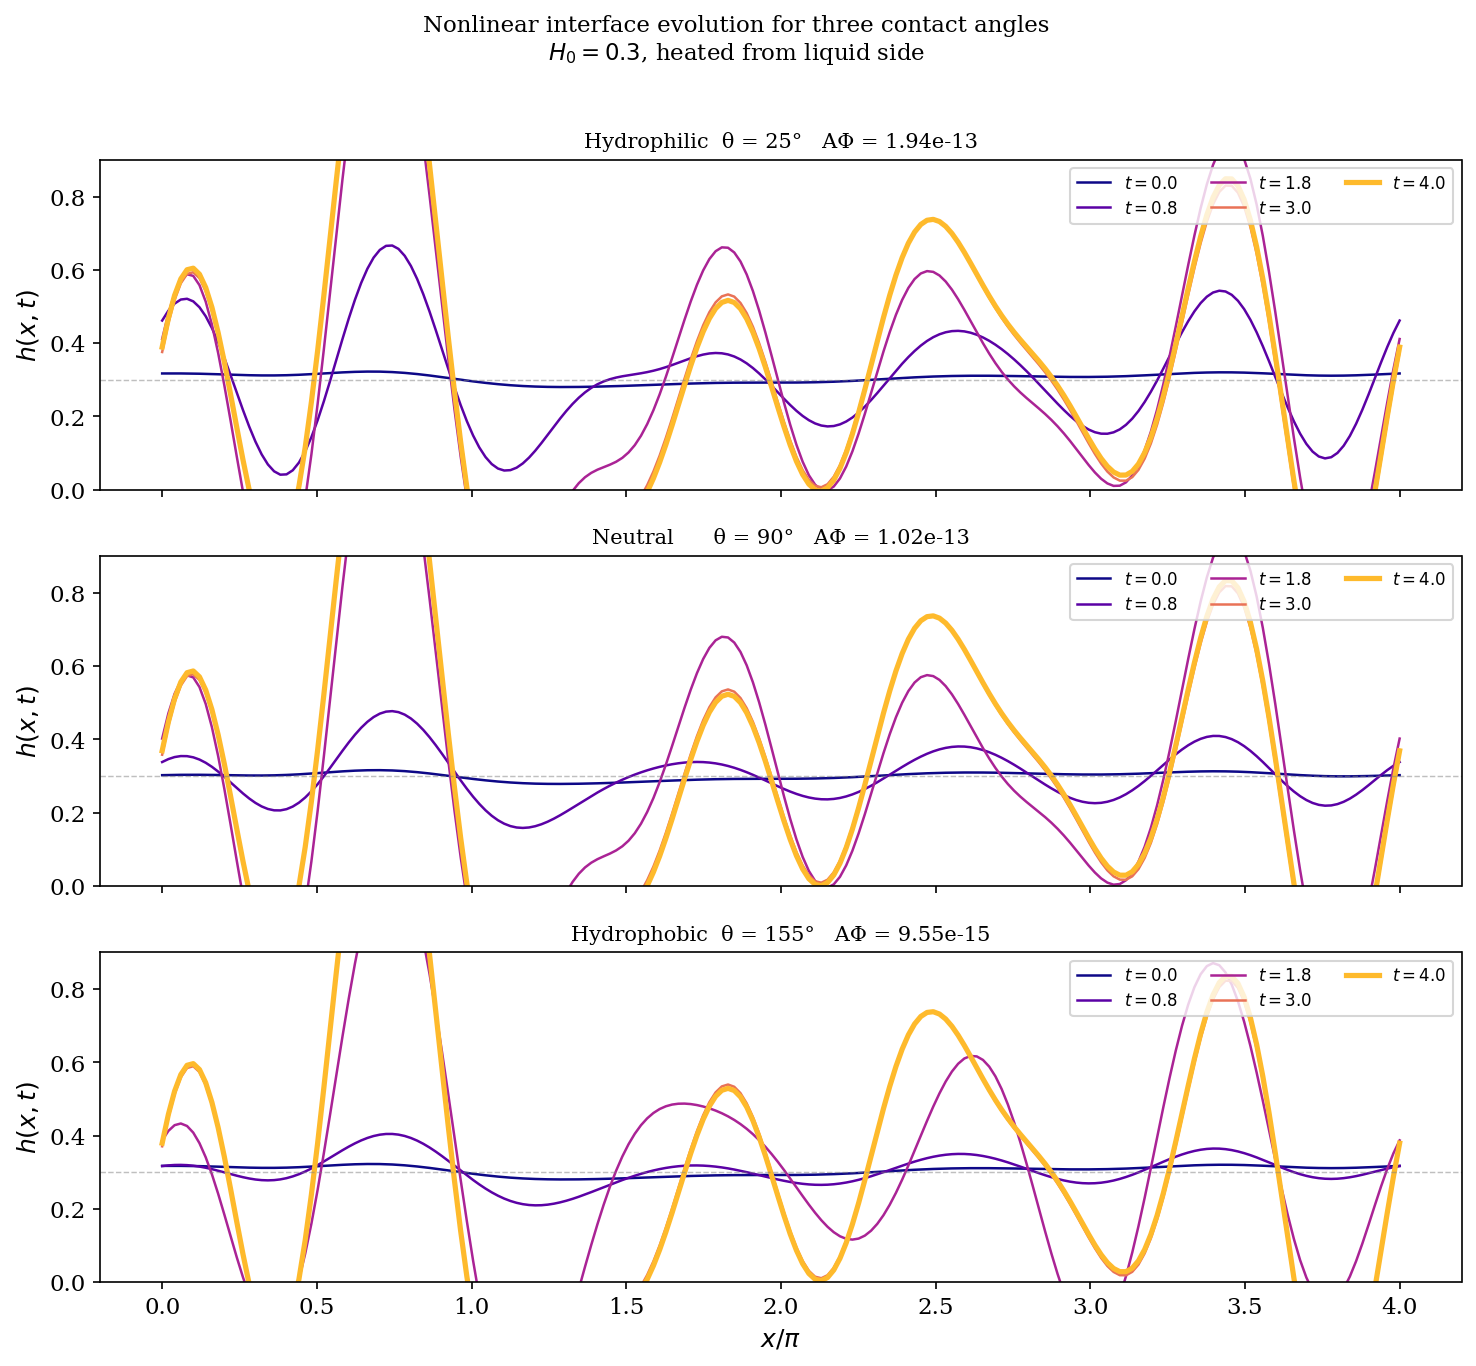 Nonlinear interface evolution for three contact angles
H₀ = 0.3, heated from liquid side
Hydrophilic θ = 25° AΦ = 1.94e-13
h(x, t)
0.8
0.6
0.4
0.2
0.0
t = 0.0
t = 0.8
t = 1.8
t = 3.0
t = 4.0
Neutral θ = 90° AΦ = 1.02e-13
h(x, t)
0.8
0.6
0.4
0.2
0.0
t = 0.0
t = 0.8
t = 1.8
t = 3.0
t = 4.0
Hydrophobic θ = 155° AΦ = 9.55e-15
h(x, t)
0.8
0.6
0.4
0.2
0.0
t = 0.0
t = 0.8
t = 1.8
t = 3.0
t = 4.0
0.0 0.5 1.0 1.5 2.0 2.5 3.0 3.5 4.0
x/π